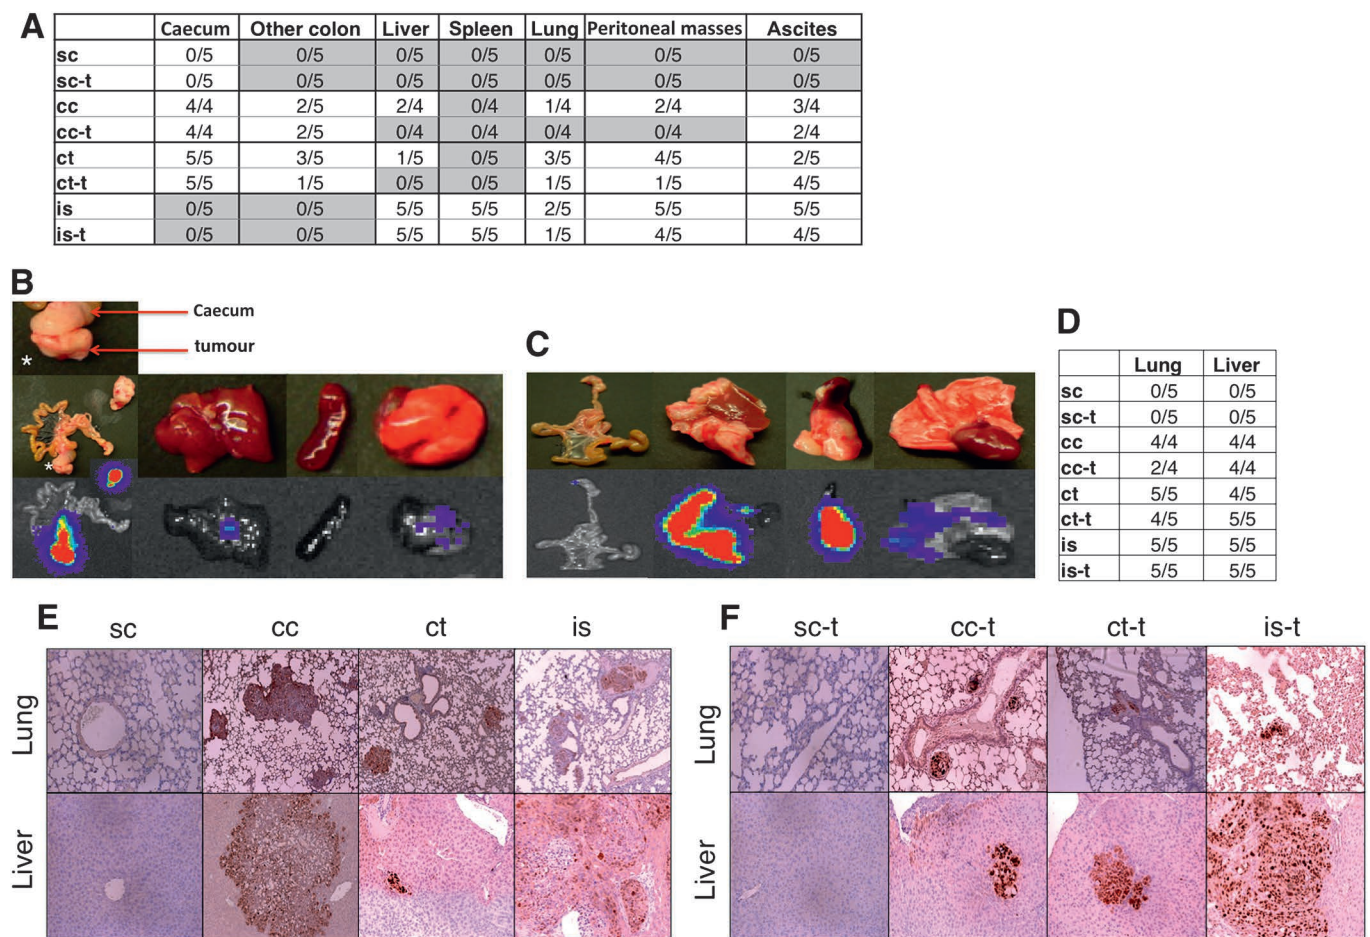 A
Caecum Other colon Liver Spleen Lung Peritoneal masses Ascites
sc 0/5 0/5 0/5 0/5 0/5 0/5 0/5
sc-t 0/5 0/5 0/5 0/5 0/5 0/5 0/5
cc 4/4 2/5 2/4 0/4 1/4 2/4 3/4
cc-t 4/4 2/5 0/4 0/4 0/4 0/4 2/4
ct 5/5 3/5 1/5 0/5 3/5 4/5 2/5
ct-t 5/5 1/5 0/5 0/5 1/5 1/5 4/5
is 0/5 0/5 5/5 5/5 2/5 5/5 5/5
is-t 0/5 0/5 5/5 5/5 1/5 4/5 4/5
B
Caecum
tumour
*
*
C
D
Lung Liver
sc 0/5 0/5
sc-t 0/5 0/5
cc 4/4 4/4
cc-t 2/4 4/4
ct 5/5 4/5
ct-t 4/5 5/5
is 5/5 5/5
is-t 5/5 5/5
E
sc cc ct is
Lung
Liver
F
sc-t cc-t ct-t is-t
Lung
Liver